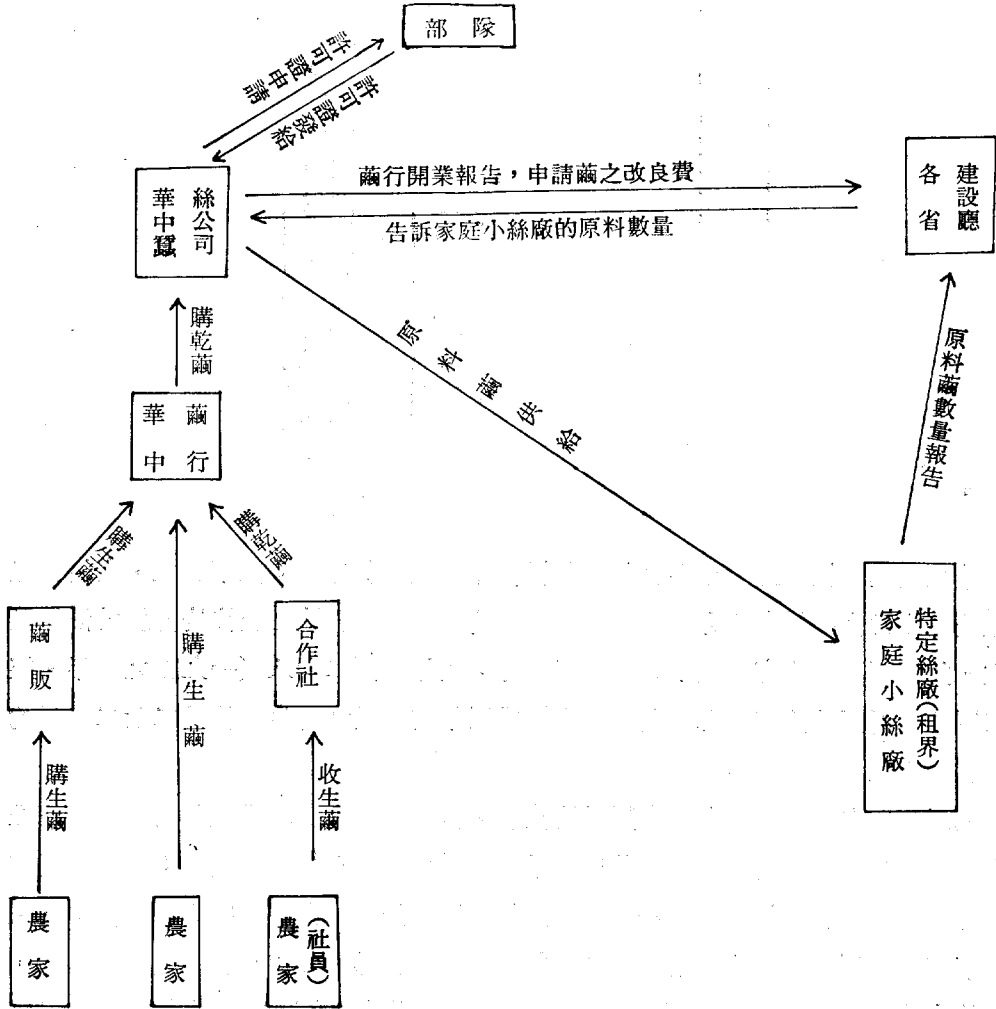 部隊
許可證申請
許可證發給
華中蠶
絲公司
繭行開業報告，申請繭之改良費
告訴家庭小絲廠的原料數量
各省
建設廳
購乾繭
原料繭供給
原料繭數量報告
華中
繭行
購生繭
購乾繭
繭販
購生繭
合作社
特定絲廠(租界)
家庭小絲廠
購生繭
收生繭
農家
農家
(社員)
農家